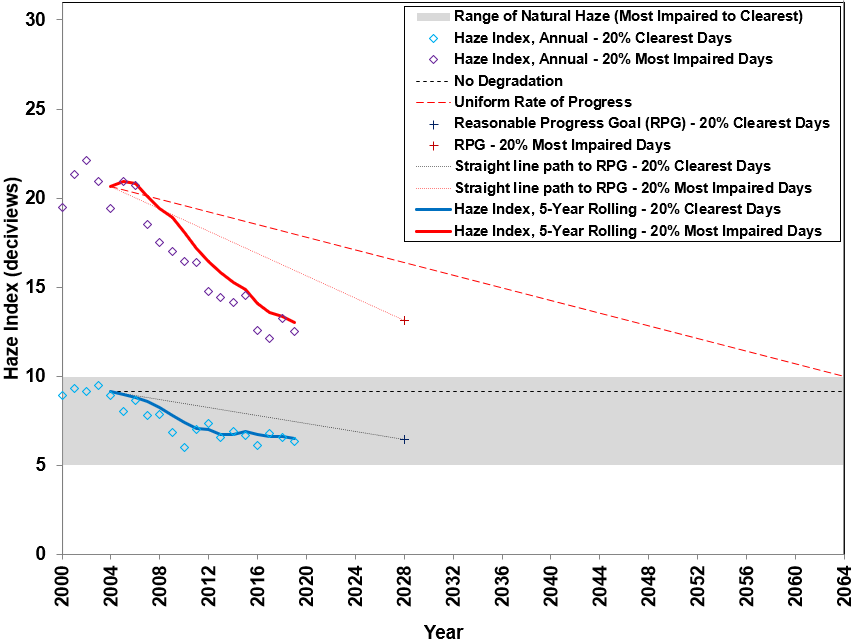 Range of Natural Haze (Most Impaired to Clearest)
Haze Index, Annual - 20% Clearest Days
Haze Index, Annual - 20% Most Impaired Days
No Degradation
Uniform Rate of Progress
Reasonable Progress Goal (RPG) - 20% Clearest Days
RPG - 20% Most Impaired Days
Straight line path to RPG - 20% Clearest Days
Straight line path to RPG - 20% Most Impaired Days
Haze Index, 5-Year Rolling - 20% Clearest Days
Haze Index, 5-Year Rolling - 20% Most Impaired Days
Haze Index (deciviews)
30
25
20
15
10
5
0
2000 2004 2008 2012 2016 2020 2024 2028 2032 2036 2040 2044 2048 2052 2056 2060 2064
Year